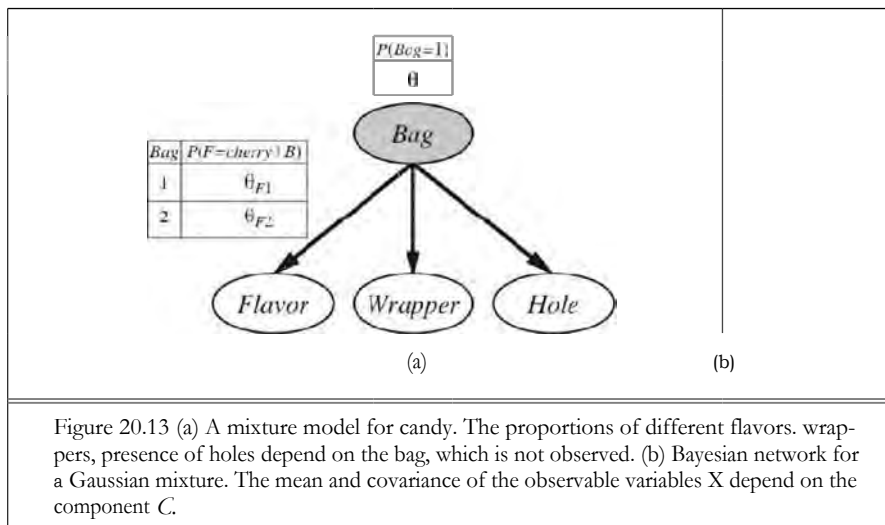 P(Bag=1)
θ
Bag
Bag P(F=cherry | B)
1 θF1
2 θF2
Flavor Wrapper Hole
(a) (b)
Figure 20.13 (a) A mixture model for candy. The proportions of different flavors. wrap-
pers, presence of holes depend on the bag, which is not observed. (b) Bayesian network for
a Gaussian mixture. The mean and covariance of the observable variables X depend on the
component C.